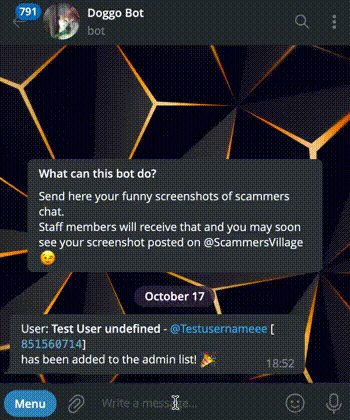 791
Doggo Bot
bot
What can this bot do?
Send here your funny screenshots of scammers
chat.
Staff members will receive that and you may soon
see your screenshot posted on @ScammersVillage
😉
October 17
User: Test User undefined - @Testusernameee [
851560714]
has been added to the admin list! 🎉
18:52
Menu
Write a message...